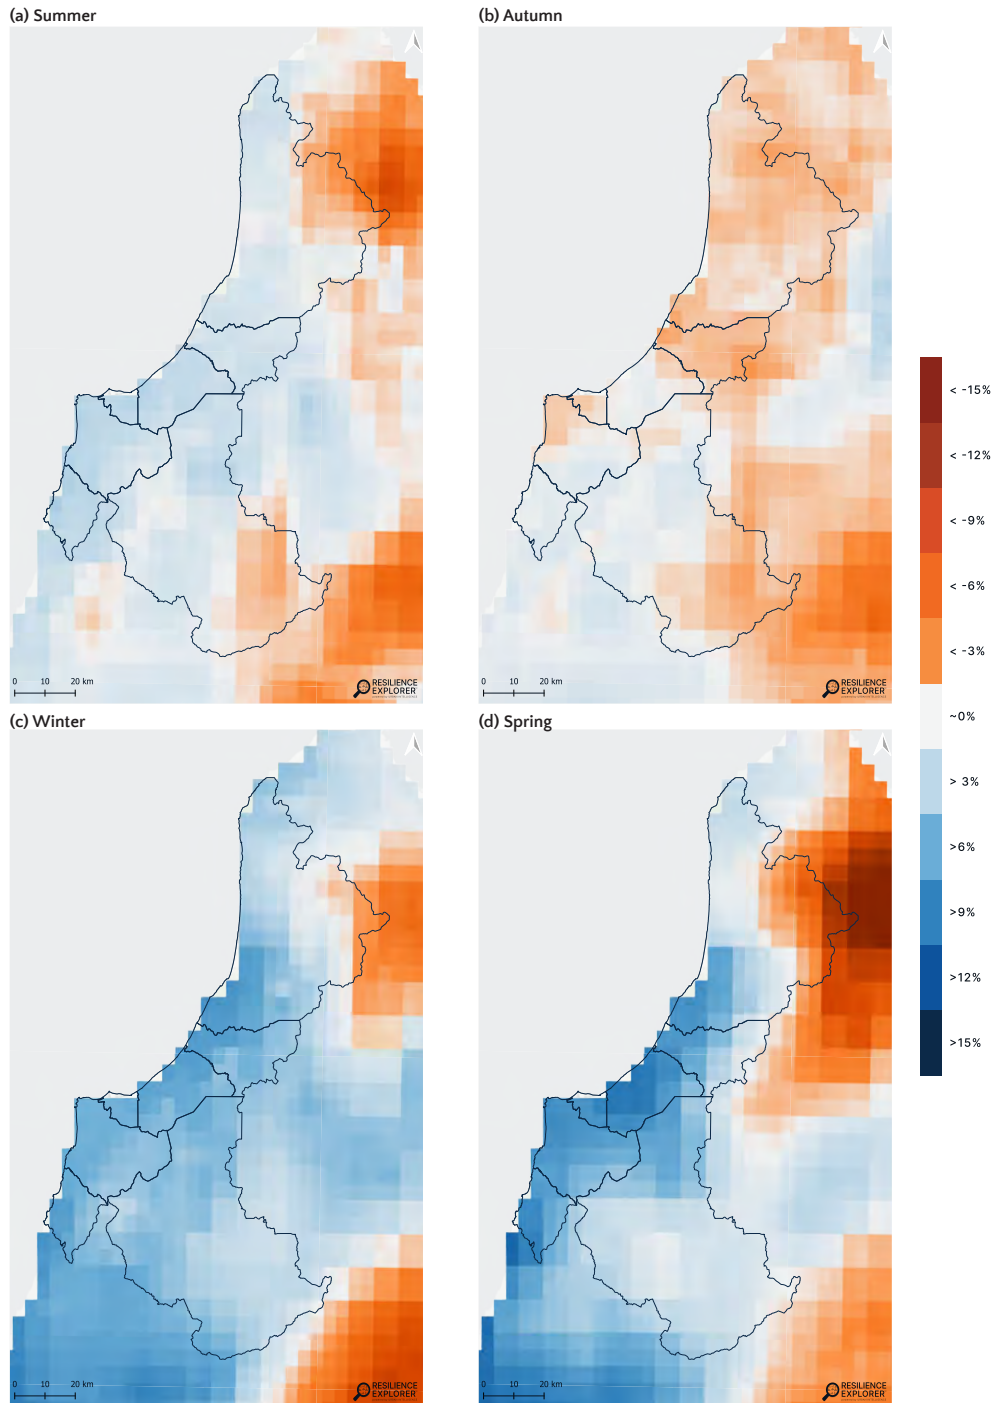 (a) Summer
(b) Autumn
0 10 20 km
RESILIENCE
EXPLORER
0 10 20 km
RESILIENCE
EXPLORER
(c) Winter
(d) Spring
0 10 20 km
RESILIENCE
EXPLORER
0 10 20 km
RESILIENCE
EXPLORER
< -15%
< -12%
< -9%
< -6%
< -3%
~0%
> 3%
>6%
>9%
>12%
>15%